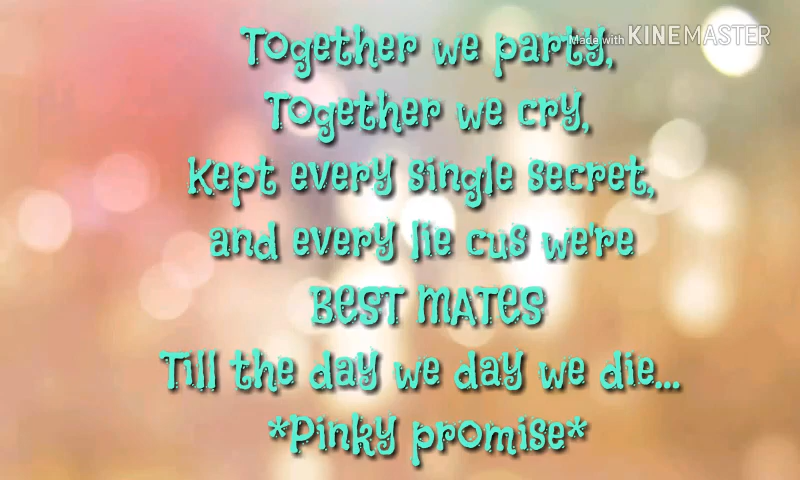 Made with KINEMASTER
Together we party,
Together we cry,
Kept every single secret,
and every lie cus we're
BEST MATES
Till the day we day we die...
*Pinky promise*